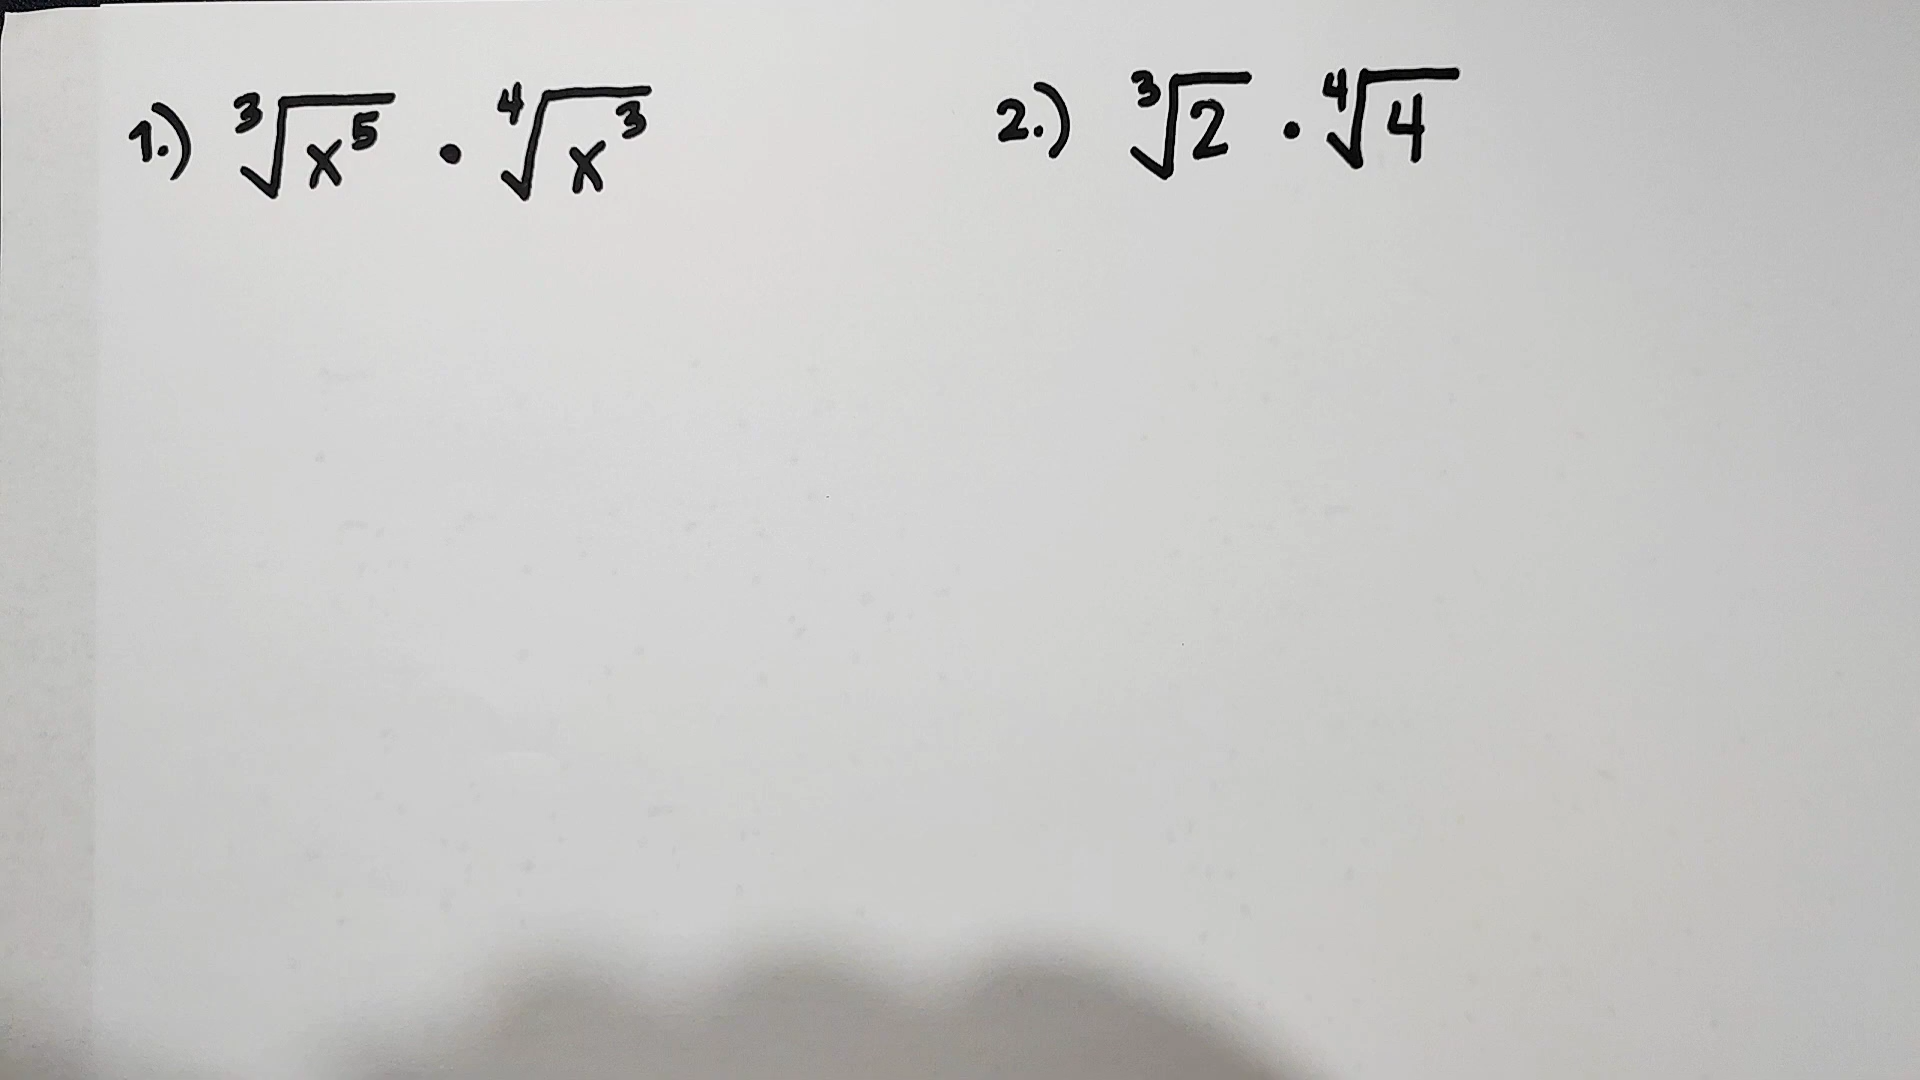 1.) ∛x⁵ · ∜x³
2.) ∛2 · ∜4